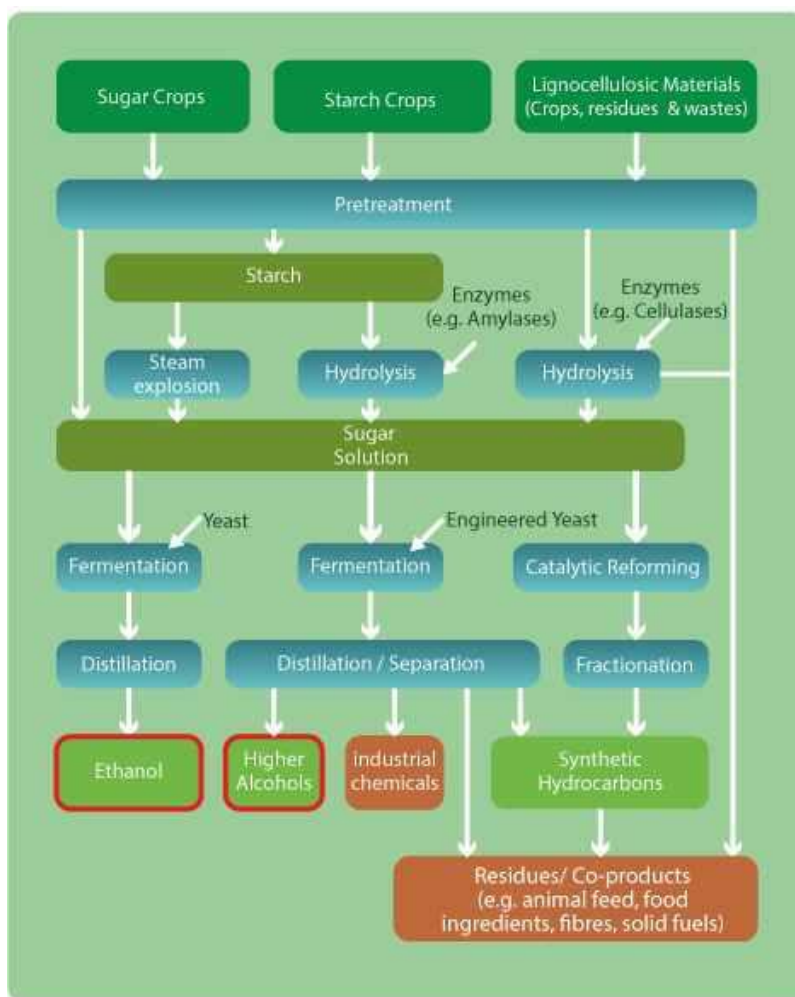 Sugar Crops
Starch Crops
Lignocellulosic Materials
(Crops, residues & wastes)
Pretreatment
Starch
Enzymes
(e.g. Amylases)
Enzymes
(e.g. Cellulases)
Steam
explosion
Hydrolysis
Hydrolysis
Sugar
Solution
Yeast
Engineered Yeast
Fermentation
Fermentation
Catalytic Reforming
Distillation
Distillation / Separation
Fractionation
Ethanol
Higher
Alcohols
industrial
chemicals
Synthetic
Hydrocarbons
Residues/ Co-products
(e.g. animal feed, food
ingredients, fibres, solid fuels)